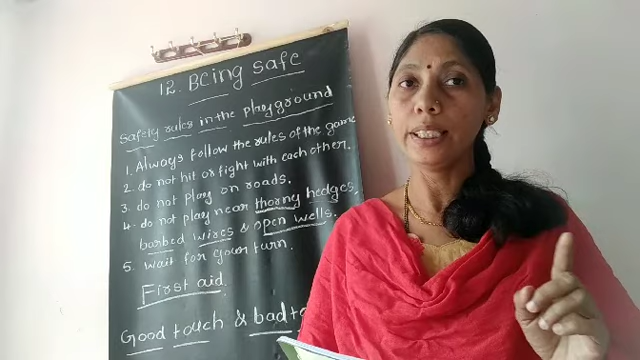 12. Being safe
Safety rules in the playground
1. Always follow the rules of the game
2. do not hit or fight with each other.
3. do not play on roads.
4. do not play near thorny hedges,
barbed wires & open wells.
5. wait for your turn.
First aid.
Good touch & bad